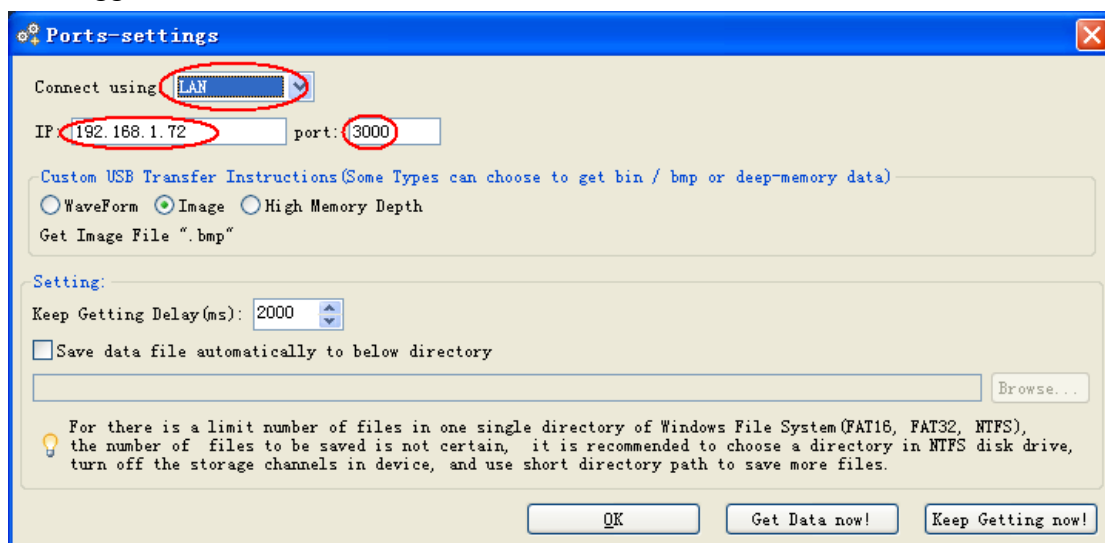 Ports-settings
Connect using: LAN
IP: 192.168.1.72 port: 3000
Custom USB Transfer Instructions(Some Types can choose to get bin / bmp or deep-memory data)
WaveForm Image High Memory Depth
Get Image File ".bmp"
Setting:
Keep Getting Delay(ms): 2000
Save data file automatically to below directory
Browse...
For there is a limit number of files in one single directory of Windows File System(FAT16, FAT32, NTFS),
the number of files to be saved is not certain, it is recommended to choose a directory in NTFS disk drive,
turn off the storage channels in device, and use short directory path to save more files.
OK Get Data now! Keep Getting now!